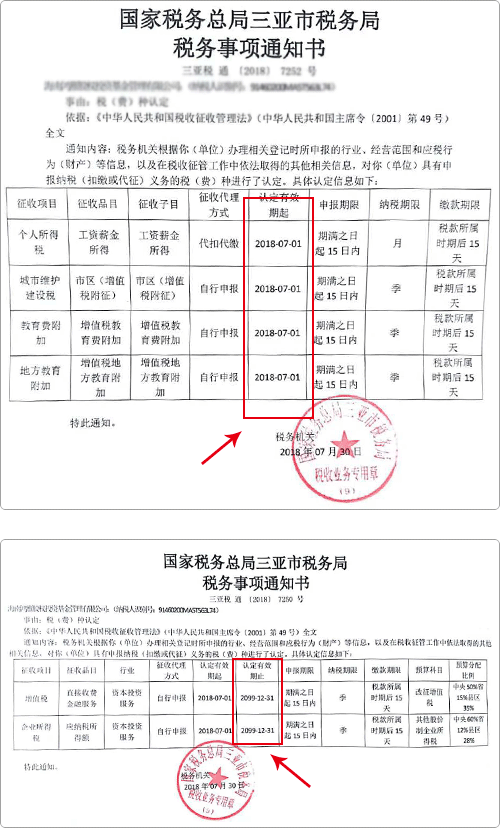 国家税务总局三亚市税务局
税务事项通知书
三亚税 通 〔2018〕 7252 号
事由：税（费）种认定
依据：《中华人民共和国税收征收管理法》（中华人民共和国主席令〔2001〕第 49 号）
全文
通知内容：税务机关根据你（单位）办理相关登记时所申报的行业、经营范围和应税行
为（财产）等信息，以及在税收征管工作中依法取得的其他相关信息，对你（单位）具有申
报纳税（扣缴或代征）义务的税（费）种进行了认定。具体认定信息如下：
征收项目 征收品目 征收子目 征收代理方式 认定有效期起 申报期限 纳税期限 缴款期限
个人所得税 工资薪金所得 工资薪金所得 代扣代缴 2018-07-01 期满之日起 15 日内 月 税款所属时期后 15 天
城市维护建设税 市区（增值税附征） 市区（增值税附征） 自行申报 2018-07-01 期满之日起 15 日内 季 税款所属时期后 15 天
教育费附加 增值税教育费附加 增值税教育费附加 自行申报 2018-07-01 期满之日起 15 日内 季 税款所属时期后 15 天
地方教育附加 增值税地方教育附加 增值税地方教育附加 自行申报 2018-07-01 期满之日起 15 日内 季 税款所属时期后 15 天
特此通知。
税务机关
2018 年 07 月 30 日
国家税务总局三亚市税务局
税收业务专用章
（9）
国家税务总局三亚市税务局
税务事项通知书
三亚税 通 〔2018〕 7250 号
事由：税（费）种认定
依据：《中华人民共和国税收征收管理法》（中华人民共和国主席令〔2001〕第 49 号）全文
通知内容：税务机关根据你（单位）办理相关登记时所申报的行业、经营范围和应税行为（财产）等信息，以及在税收征管工作中依法取得的其他
相关信息，对你（单位）具有申报纳税（扣缴或代征）义务的税（费）种进行了认定。具体认定信息如下：
征收项目 征收品目 行业 征收代理方式 认定有效期起 认定有效期止 申报期限 纳税期限 缴款期限 预算科目 预算分配比例
增值税 直接收费金融服务 资本投资服务 自行申报 2018-07-01 2099-12-31 期满之日起 15 日内 季 税款所属时期后 15 天 改征增值税 中央50%省15%县区35%
企业所得税 应纳税所得额 资本投资服务 自行申报 2018-07-01 2099-12-31 期满之日起 15 日内 季 税款所属时期后 15 天 其他股份制企业所得税 中央60%省12%县区28%
特此通知。
税务机关
2018 年 07 月 30 日
税收业务专用章